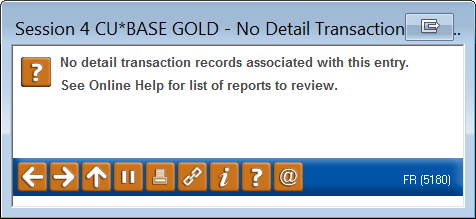 Session 4 CU*BASE GOLD - No Detail Transaction ..
? No detail transaction records associated with this entry.
See Online Help for list of reports to review.
i ? @ FR (5180)